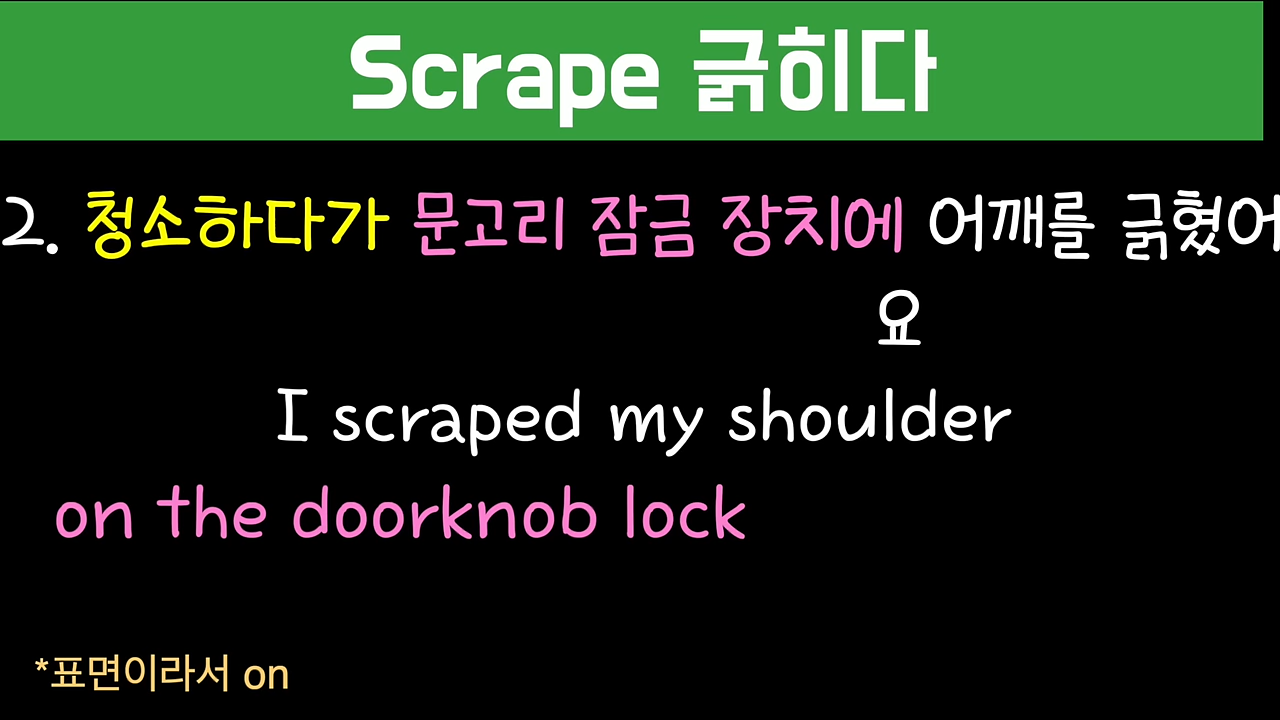 Scrape 긁히다
2. 청소하다가 문고리 잠금 장치에 어깨를 긁혔어
요
I scraped my shoulder
on the doorknob lock
*표면이라서 on